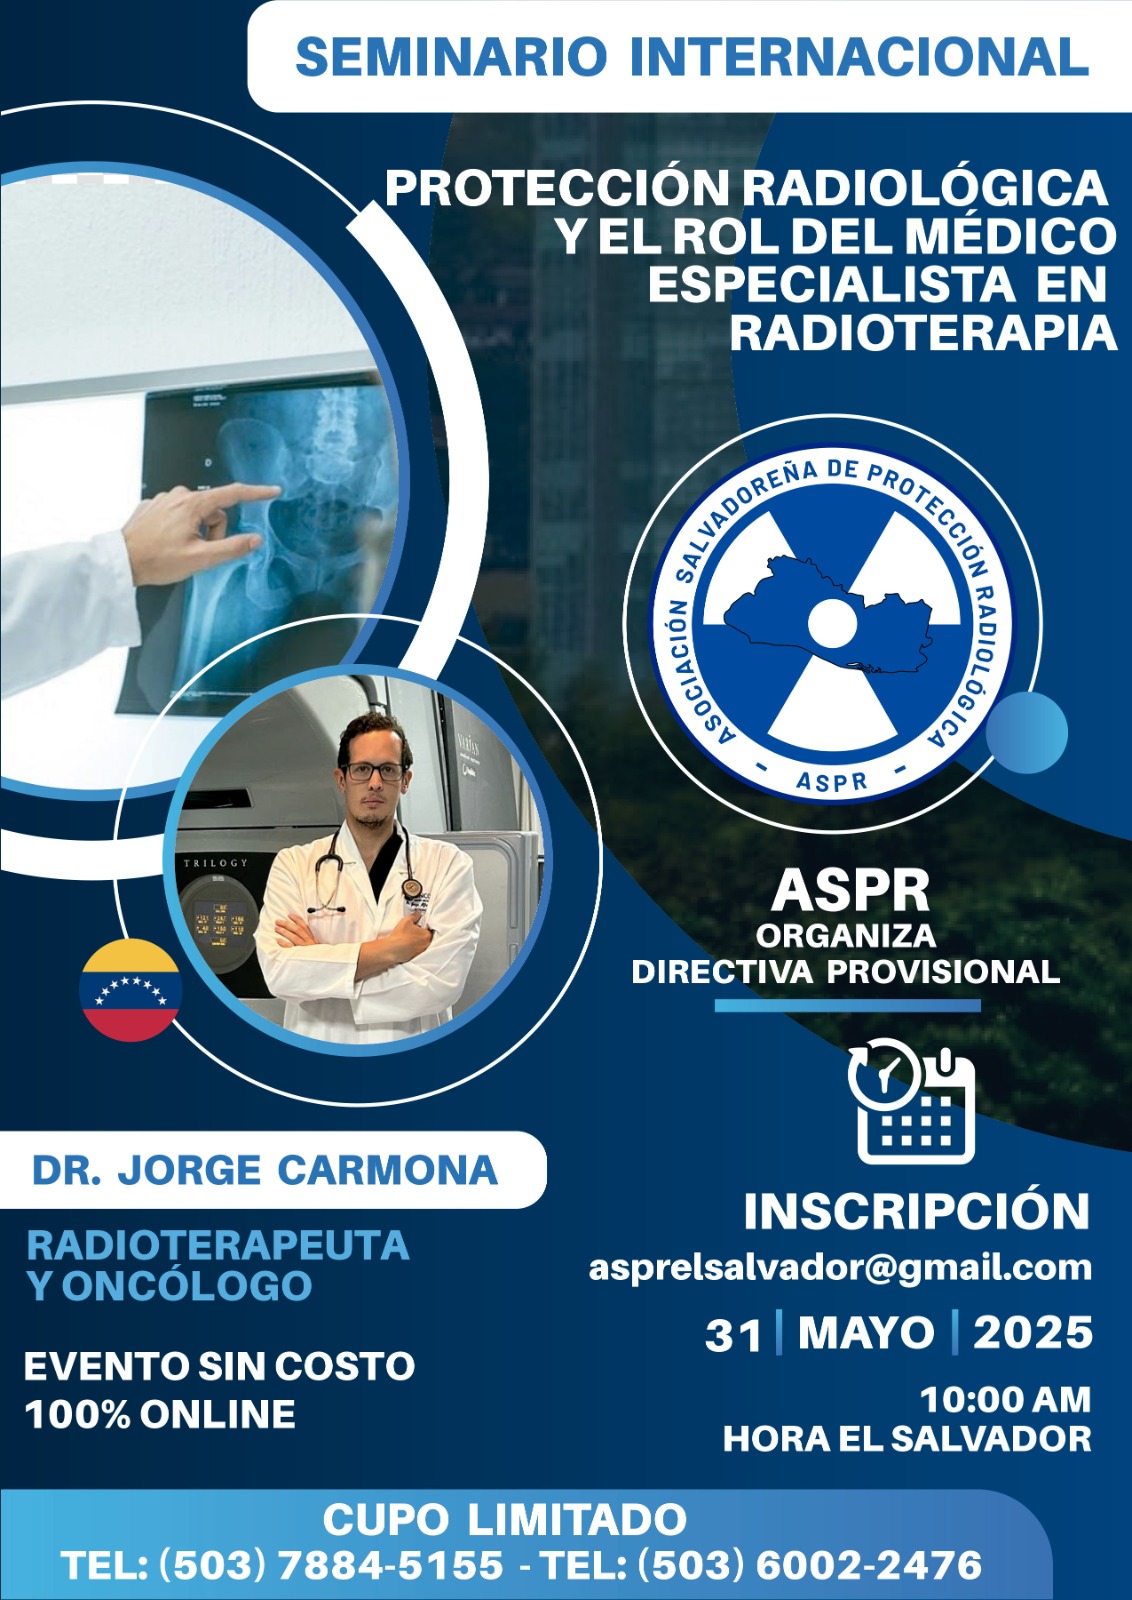 SEMINARIO INTERNACIONAL
PROTECCIÓN RADIOLÓGICA
Y EL ROL DEL MÉDICO
ESPECIALISTA EN
RADIOTERAPIA
D
ASOCIACIÓN SALVADOREÑA DE PROTECCIÓN RADIOLÓGICA
- ASPR -
VARIAN
TRILOGY
ASPR
ORGANIZA
DIRECTIVA PROVISIONAL
DR. JORGE CARMONA
RADIOTERAPEUTA
Y ONCÓLOGO
EVENTO SIN COSTO
100% ONLINE
INSCRIPCIÓN
asprelsalvador@gmail.com
31 | MAYO | 2025
10:00 AM
HORA EL SALVADOR
CUPO LIMITADO
TEL: (503) 7884-5155 - TEL: (503) 6002-2476